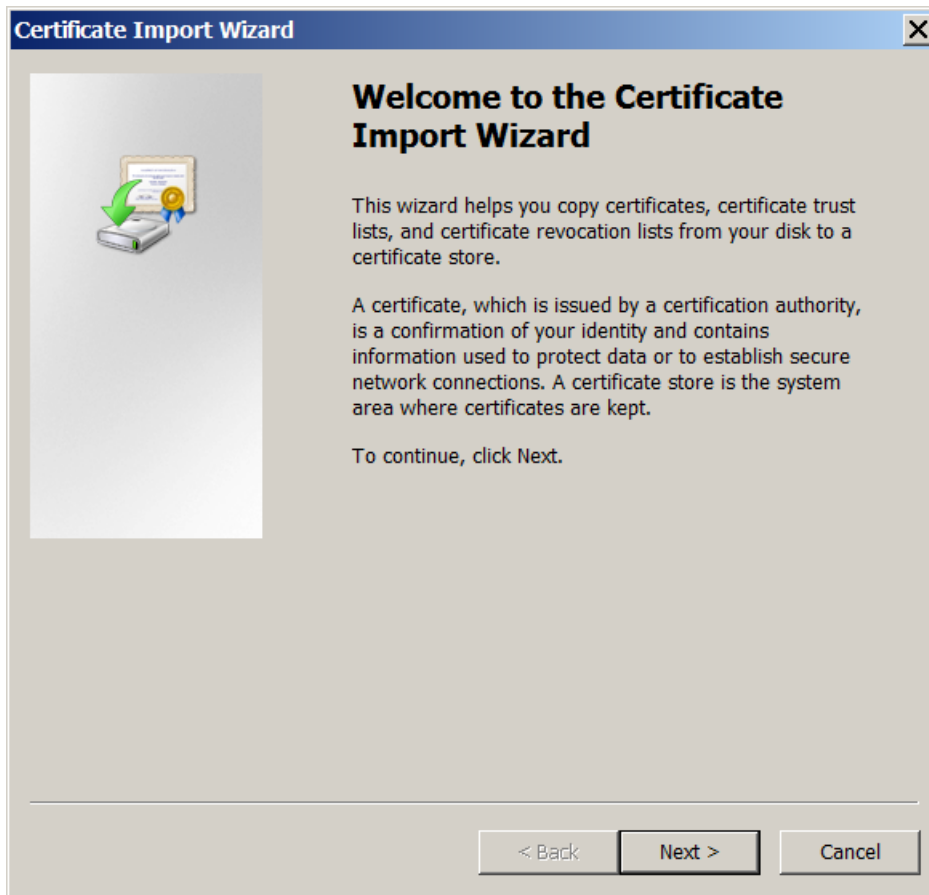 Certificate Import Wizard
Welcome to the Certificate
Import Wizard
This wizard helps you copy certificates, certificate trust
lists, and certificate revocation lists from your disk to a
certificate store.
A certificate, which is issued by a certification authority,
is a confirmation of your identity and contains
information used to protect data or to establish secure
network connections. A certificate store is the system
area where certificates are kept.
To continue, click Next.
< Back
Next >
Cancel